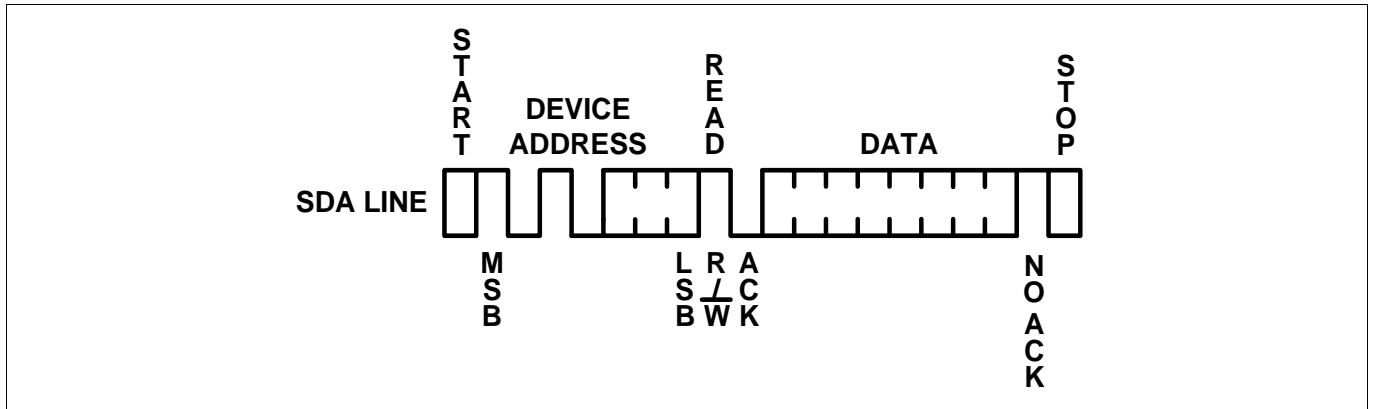 START
DEVICE
ADDRESS
READ
DATA
STOP
SDA LINE
MSB
LSB
R/W
ACK
NO ACK